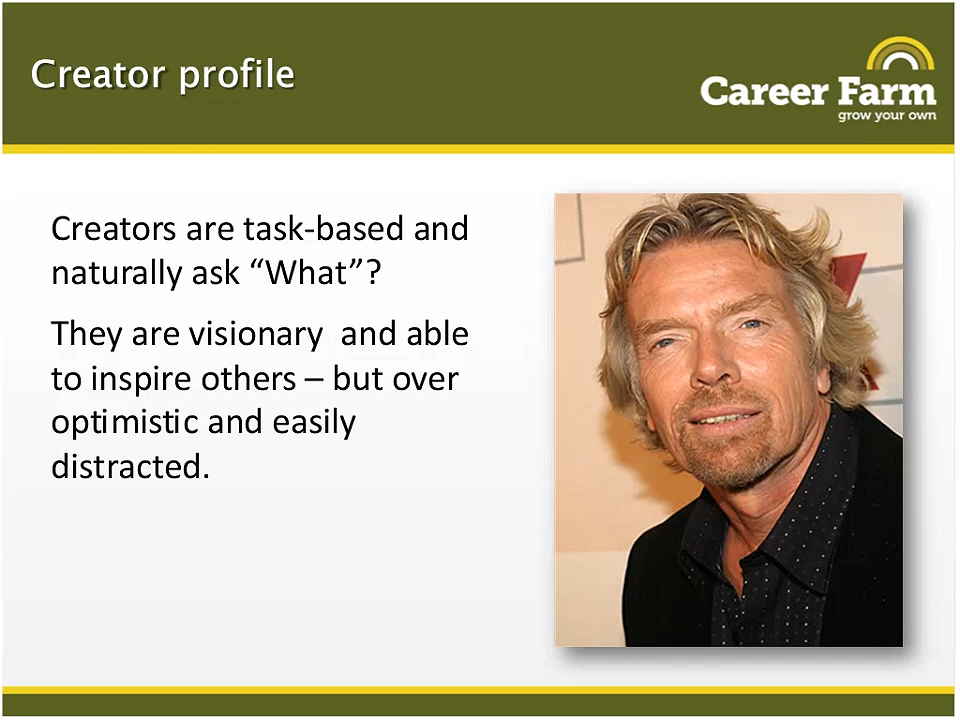 Creator profile
Career Farm
grow your own
Creators are task-based and
naturally ask “What”?
They are visionary  and able
to inspire others – but over
optimistic and easily
distracted.